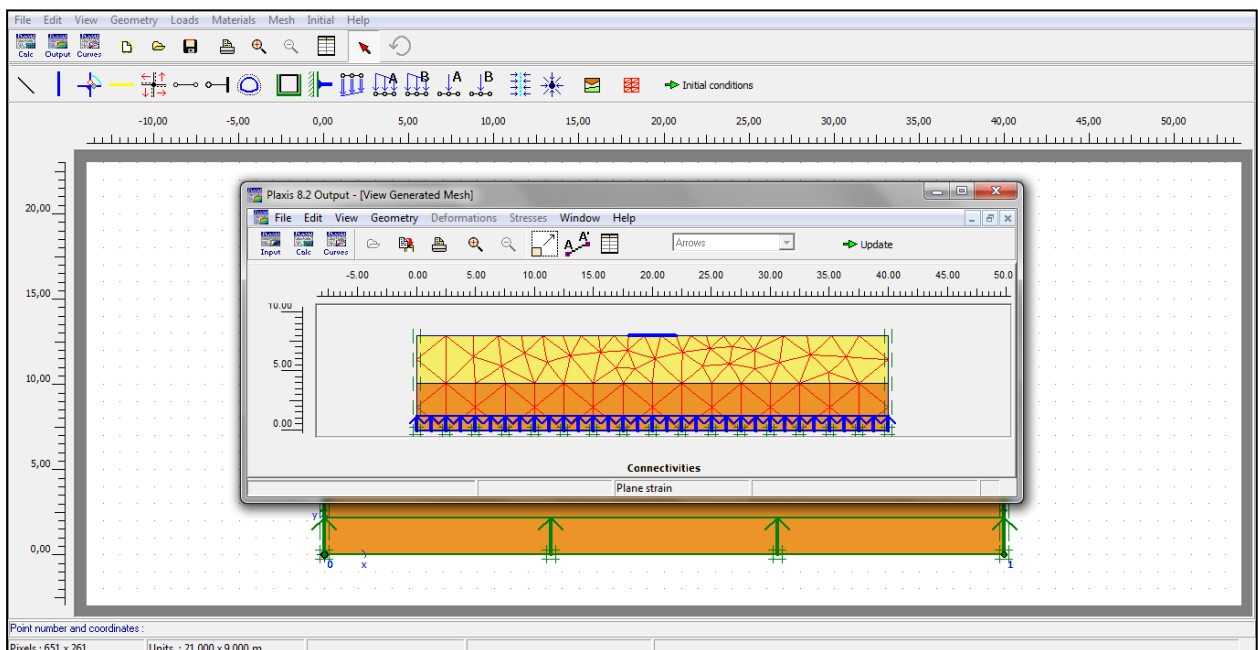 File Edit View Geometry Loads Materials Mesh Initial Help
Calc Output Curves
A B A B Initial conditions
-10,00 -5,00 0,00 5,00 10,00 15,00 20,00 25,00 30,00 35,00 40,00 45,00 50,00
Plaxis 8.2 Output - [View Generated Mesh]
File Edit View Geometry Deformations Stresses Window Help
Input Calc Curves A A' Arrows Update
-5.00 0.00 5.00 10.00 15.00 20.00 25.00 30.00 35.00 40.00 45.00 50.0
10.00
5.00
0.00
Connectivities
Plane strain
20,00
15,00
10,00
5,00
0,00
y
0 x 1
Point number and coordinates :
Pixels : 651 x 261 Units : 21,000 x 9,000 m